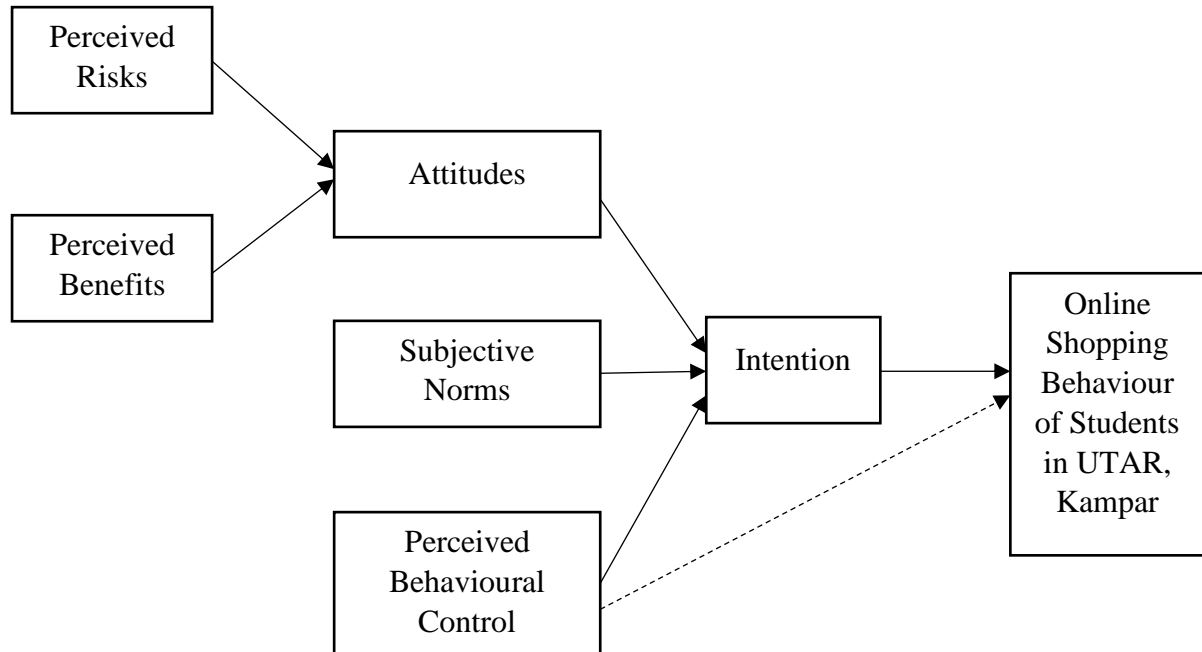 Perceived
Risks
Attitudes
Perceived
Benefits
Subjective
Norms
Intention
Online
Shopping
Behaviour
of Students
in UTAR,
Kampar
Perceived
Behavioural
Control